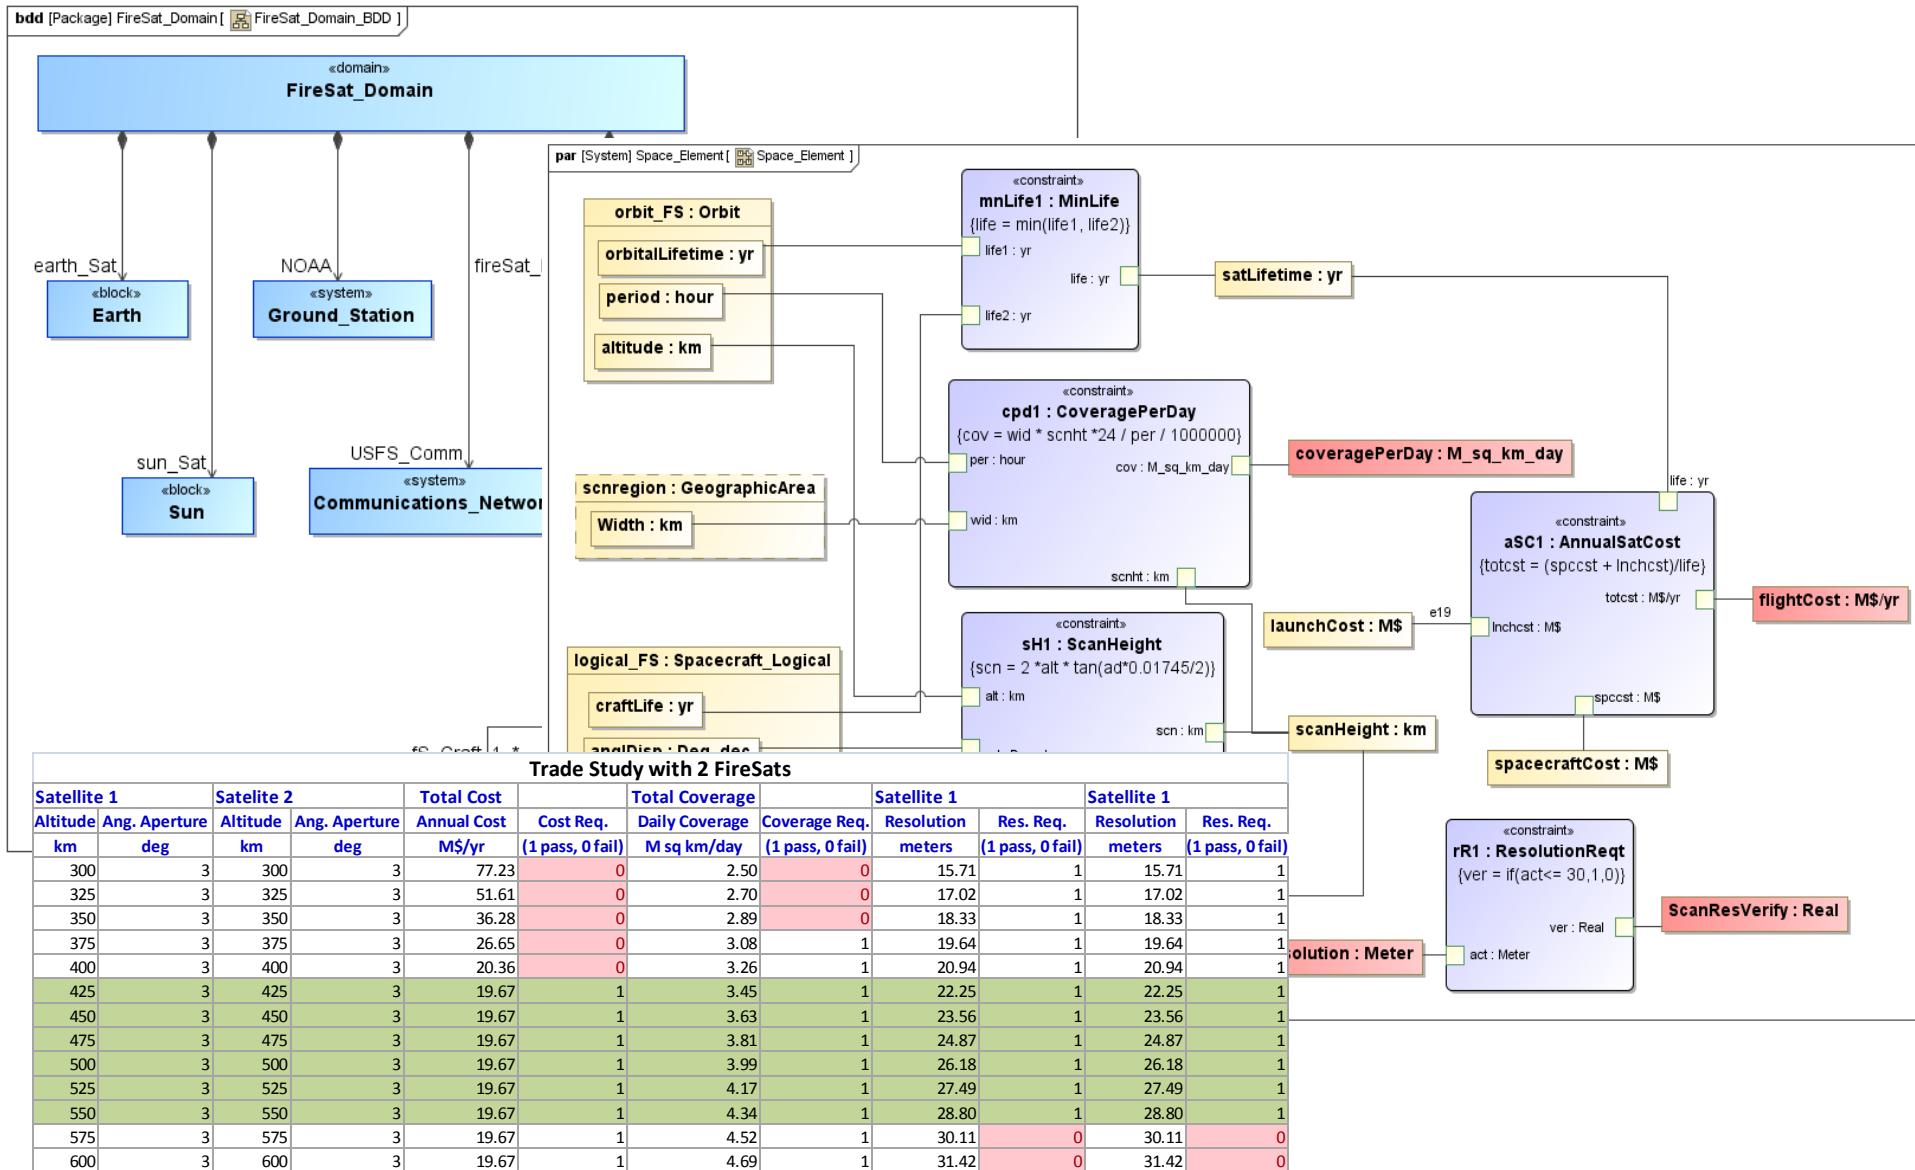 bdd [Package] FireSat_Domain[ FireSat_Domain_BDD ]
«domain»
FireSat_Domain
earth_Sat
«block»
Earth
NOAA
«system»
Ground_Station
sun_Sat
«block»
Sun
USFS_Comm
«system»
par [System] Space_Element[ Space_Element ]
orbit_FS : Orbit
orbitalLifetime : yr
period : hour
altitude : km
scnregion : GeographicArea
Width : km
logical_FS : Spacecraft_Logical
craftLife : yr
anglDisp : Deg_dec
«constraint»
mnLife1 : MinLife
{life = min(life1, life2)}
life1 : yr
life : yr
life2 : yr
satLifetime : yr
«constraint»
cpd1 : CoveragePerDay
{cov = wid * scnht *24 / per / 1000000}
per : hour
cov : M_sq_km_day
wid : km
scnht : km
coveragePerDay : M_sq_km_day
«constraint»
sH1 : ScanHeight
{scn = 2 *alt * tan(ad*0.01745/2)}
alt : km
scn : km
scanHeight : km
life : yr
«constraint»
aSC1 : AnnualSatCost
{totcst = (spccst + lnchcst)/life}
totcst : M$/yr
lnchcst : M$
spccst : M$
flightCost : M$/yr
launchCost : M$
e19
spacecraftCost : M$
«constraint»
rR1 : ResolutionReqt
{ver = if(act<= 30,1,0)}
ver : Real
act : Meter
ScanResVerify : Real
solution : Meter
Trade Study with 2 FireSats
Satellite 1 Satelite 2 Total Cost Total Coverage Satellite 1 Satellite 1
Altitude Ang. Aperture Altitude Ang. Aperture Annual Cost Cost Req. Daily Coverage Coverage Req. Resolution Res. Req. Resolution Res. Req.
km deg km deg M$/yr (1 pass, 0 fail) M sq km/day (1 pass, 0 fail) meters (1 pass, 0 fail) meters (1 pass, 0 fail)
300 3 300 3 77.23 0 2.50 0 15.71 1 15.71 1
325 3 325 3 51.61 0 2.70 0 17.02 1 17.02 1
350 3 350 3 36.28 0 2.89 0 18.33 1 18.33 1
375 3 375 3 26.65 0 3.08 1 19.64 1 19.64 1
400 3 400 3 20.36 0 3.26 1 20.94 1 20.94 1
425 3 425 3 19.67 1 3.45 1 22.25 1 22.25 1
450 3 450 3 19.67 1 3.63 1 23.56 1 23.56 1
475 3 475 3 19.67 1 3.81 1 24.87 1 24.87 1
500 3 500 3 19.67 1 3.99 1 26.18 1 26.18 1
525 3 525 3 19.67 1 4.17 1 27.49 1 27.49 1
550 3 550 3 19.67 1 4.34 1 28.80 1 28.80 1
575 3 575 3 19.67 1 4.52 1 30.11 0 30.11 0
600 3 600 3 19.67 1 4.69 1 31.42 0 31.42 0